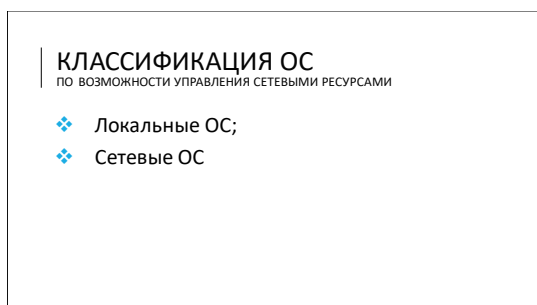 КЛАССИФИКАЦИЯ ОС
ПО ВОЗМОЖНОСТИ УПРАВЛЕНИЯ СЕТЕВЫМИ РЕСУРСАМИ
Локальные ОС;
Сетевые ОС